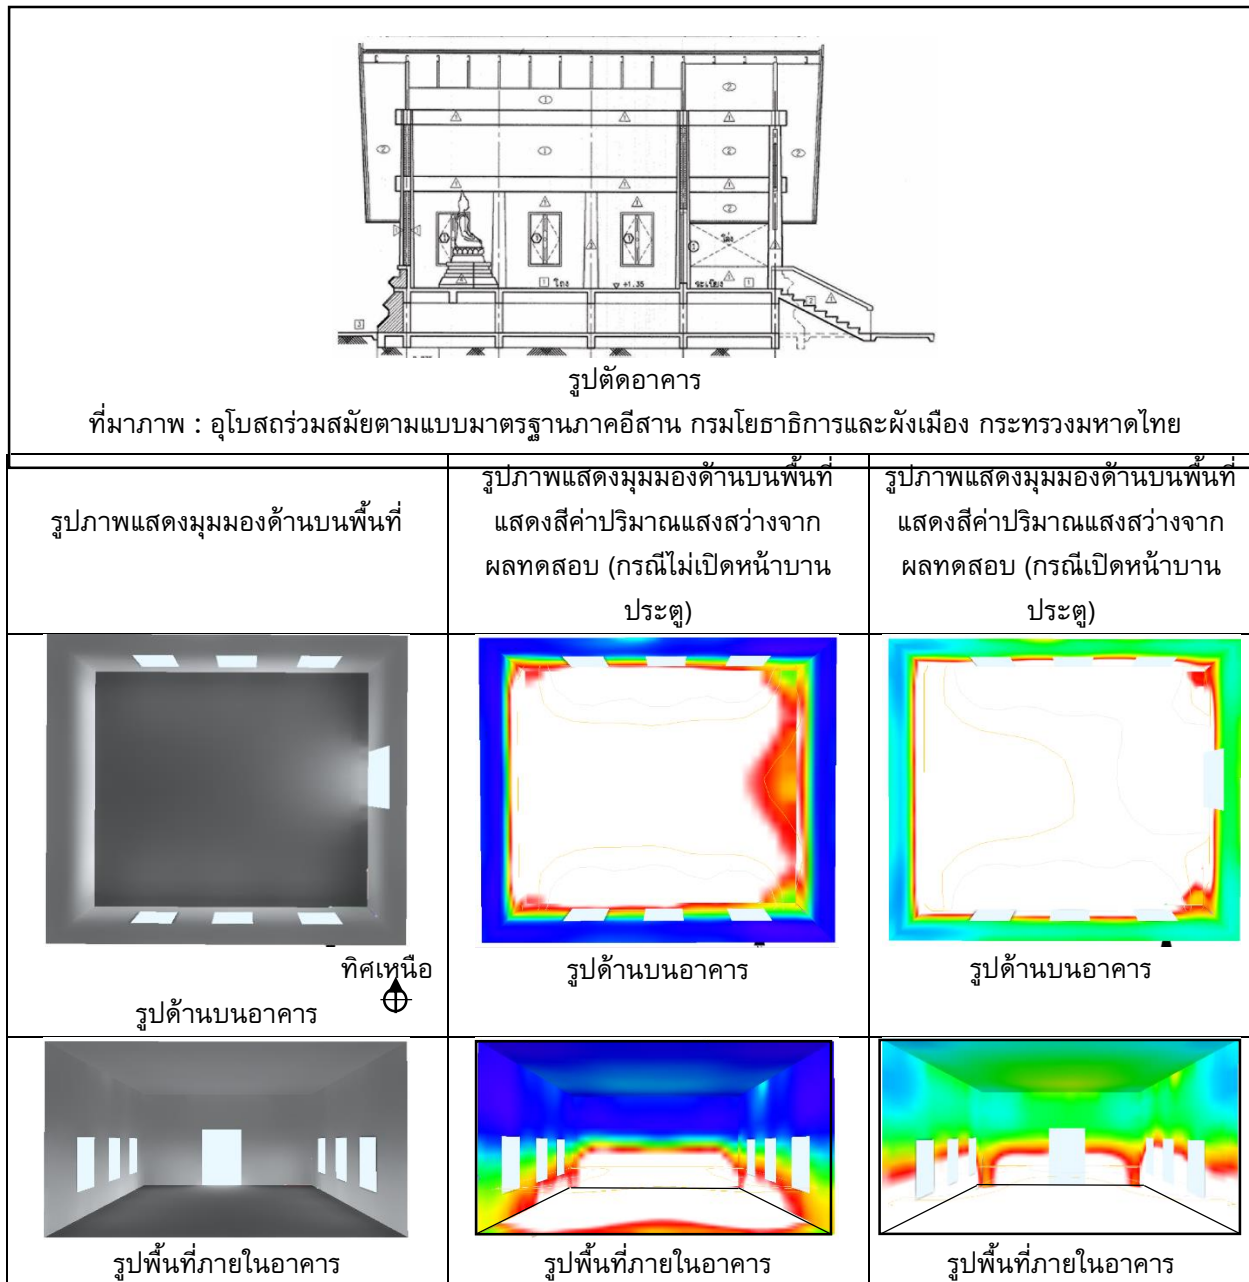 โถง
+1.35
ระเบียง
รูปตัดอาคาร
ที่มาภาพ : อุโบสถร่วมสมัยตามแบบมาตรฐานภาคอีสาน กรมโยธาธิการและผังเมือง กระทรวงมหาดไทย
รูปภาพแสดงมุมมองด้านบนพื้นที่
รูปภาพแสดงมุมมองด้านบนพื้นที่
แสดงสีค่าปริมาณแสงสว่างจาก
ผลทดสอบ (กรณีไม่เปิดหน้าบาน
ประตู)
รูปภาพแสดงมุมมองด้านบนพื้นที่
แสดงสีค่าปริมาณแสงสว่างจาก
ผลทดสอบ (กรณีเปิดหน้าบาน
ประตู)
ทิศเหนือ
รูปด้านบนอาคาร
รูปด้านบนอาคาร
รูปด้านบนอาคาร
รูปพื้นที่ภายในอาคาร
รูปพื้นที่ภายในอาคาร
รูปพื้นที่ภายในอาคาร